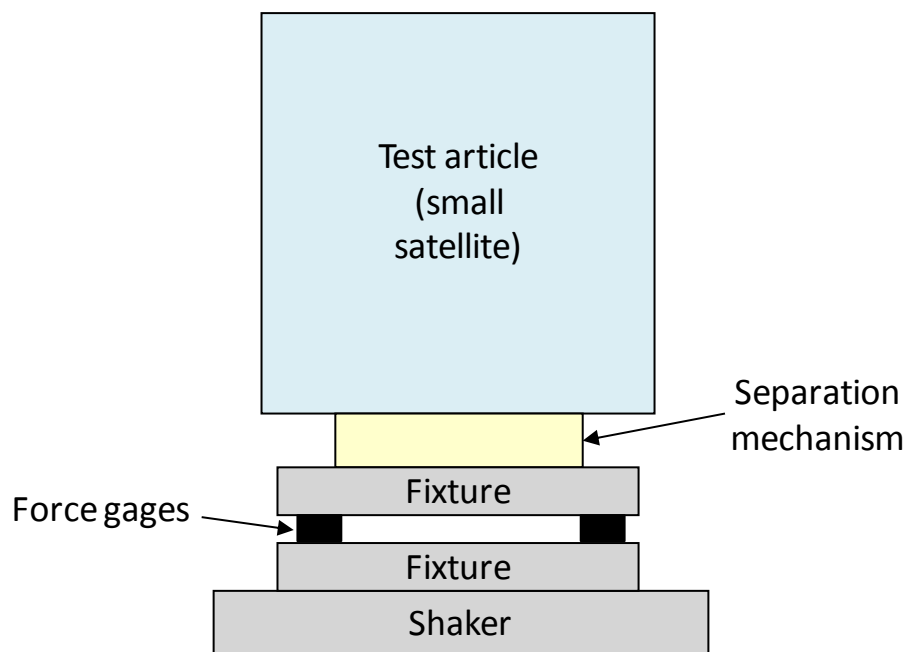 Test article
(small
satellite)
Separation
mechanism
Fixture
Force gages
Fixture
Shaker